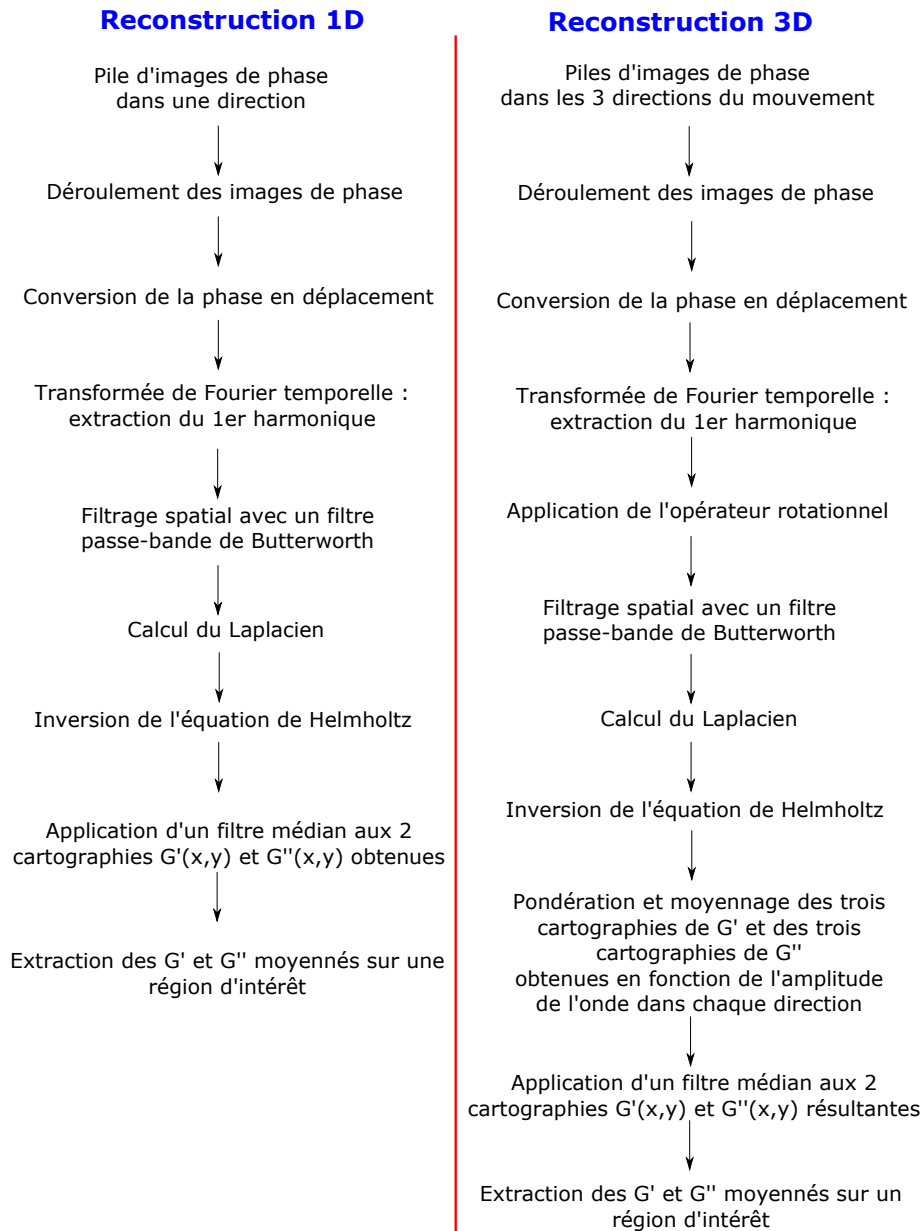 Reconstruction 1D
Pile d'images de phase
dans une direction
Déroulement des images de phase
Conversion de la phase en déplacement
Transformée de Fourier temporelle :
extraction du 1er harmonique
Filtrage spatial avec un filtre
passe-bande de Butterworth
Calcul du Laplacien
Inversion de l'équation de Helmholtz
Application d'un filtre médian aux 2
cartographies G'(x,y) et G''(x,y) obtenues
Extraction des G' et G'' moyennés sur une
région d'intérêt
Reconstruction 3D
Piles d'images de phase
dans les 3 directions du mouvement
Déroulement des images de phase
Conversion de la phase en déplacement
Transformée de Fourier temporelle :
extraction du 1er harmonique
Application de l'opérateur rotationnel
Filtrage spatial avec un filtre
passe-bande de Butterworth
Calcul du Laplacien
Inversion de l'équation de Helmholtz
Pondération et moyennage des trois
cartographies de G' et des trois
cartographies de G''
obtenues en fonction de l'amplitude
de l'onde dans chaque direction
Application d'un filtre médian aux 2
cartographies G'(x,y) et G''(x,y) résultantes
Extraction des G' et G'' moyennés sur un
région d'intérêt